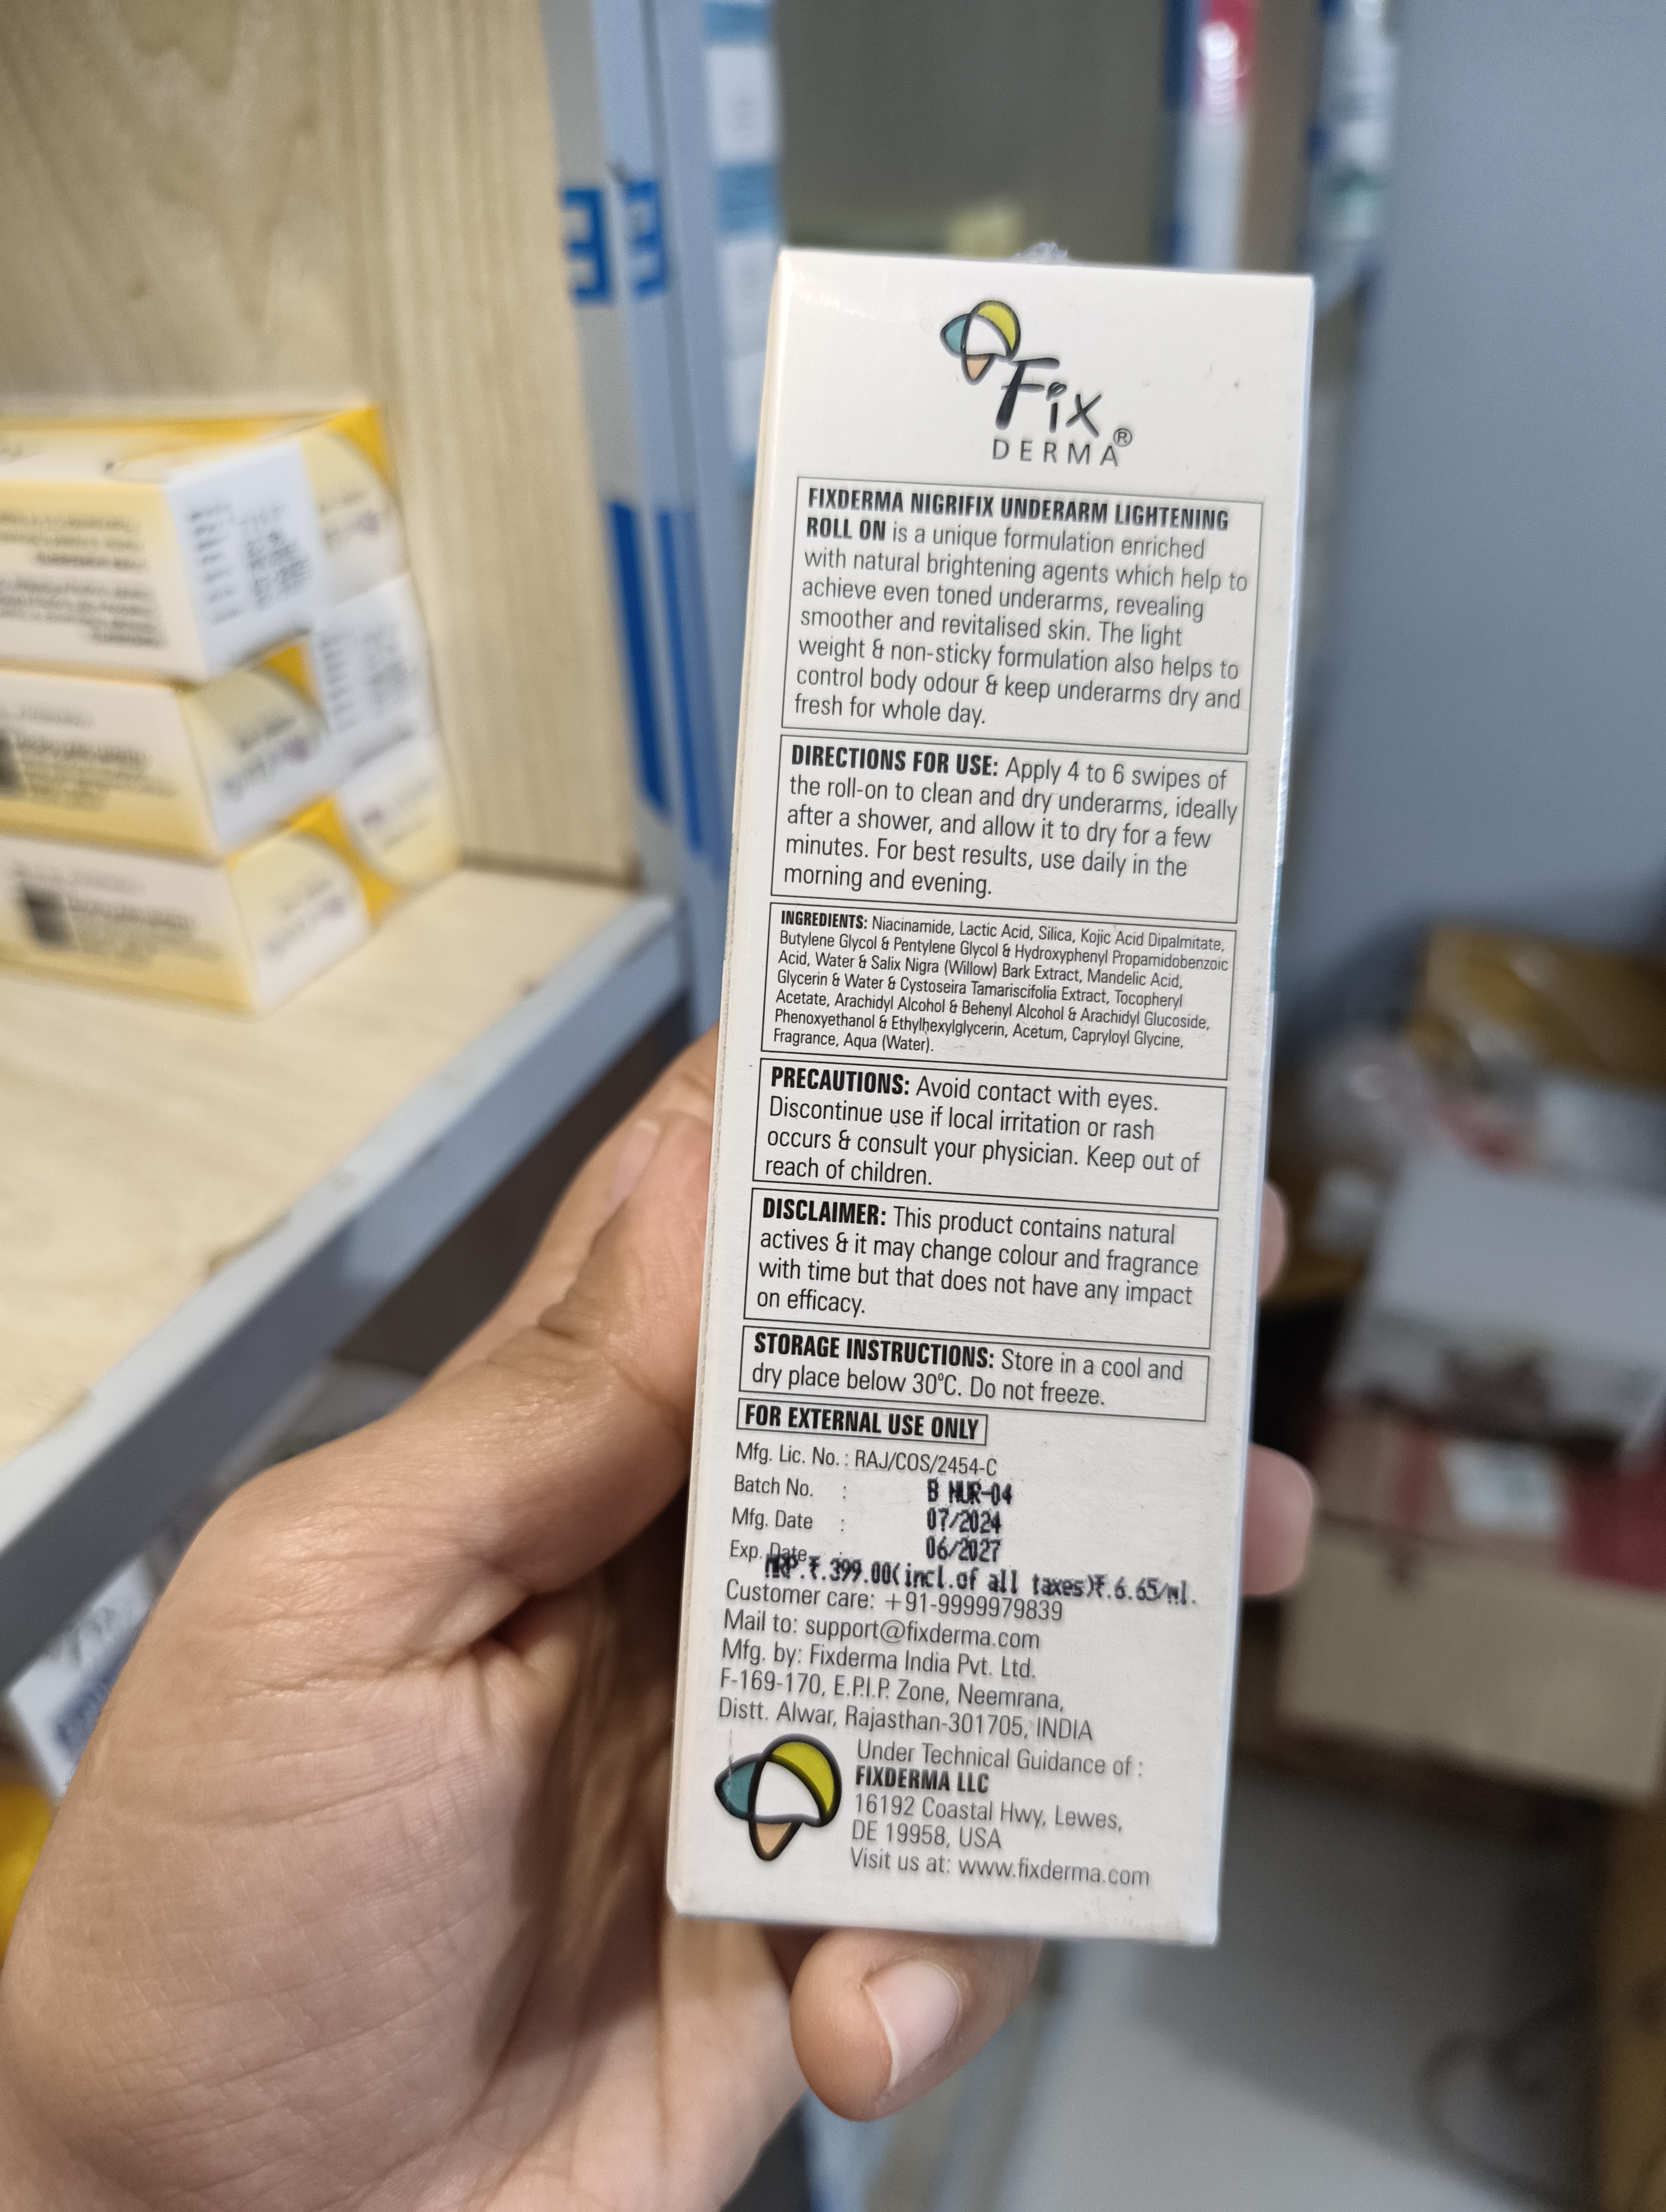 Fix
DERMA®
FIXDERMA NIGRIFIX UNDERARM LIGHTENING
ROLL ON is a unique formulation enriched
with natural brightening agents which help to
achieve even toned underarms, revealing
smoother and revitalised skin. The light
weight & non-sticky formulation also helps to
control body odour & keep underarms dry and
fresh for whole day.
DIRECTIONS FOR USE: Apply 4 to 6 swipes of
the roll-on to clean and dry underarms, ideally
after a shower, and allow it to dry for a few
minutes. For best results, use daily in the
morning and evening.
INGREDIENTS: Niacinamide, Lactic Acid, Silica, Kojic Acid Dipalmitate,
Butylene Glycol & Pentylene Glycol & Hydroxyphenyl Propamidobenzoic
Acid, Water & Salix Nigra (Willow) Bark Extract, Mandelic Acid,
Glycerin & Water & Cystoseira Tamariscifolia Extract, Tocopheryl
Acetate, Arachidyl Alcohol & Behenyl Alcohol & Arachidyl Glucoside,
Phenoxyethanol & Ethylhexylglycerin, Acetum, Capryloyl Glycine,
Fragrance, Aqua (Water).
PRECAUTIONS: Avoid contact with eyes.
Discontinue use if local irritation or rash
occurs & consult your physician. Keep out of
reach of children.
DISCLAIMER: This product contains natural
actives & it may change colour and fragrance
with time but that does not have any impact
on efficacy.
STORAGE INSTRUCTIONS: Store in a cool and
dry place below 30°C. Do not freeze.
FOR EXTERNAL USE ONLY
Mfg. Lic. No. : RAJ/COS/2454-C
Batch No. : B NUR-04
Mfg. Date : 07/2024
Exp. Date : 06/2027
MRP.₹.399.00(incl.of all taxes)₹.6.65/ml.
Customer care: +91-9999979839
Mail to: support@fixderma.com
Mfg. by: Fixderma India Pvt. Ltd.
F-169-170, E.P.I.P. Zone, Neemrana,
Distt. Alwar, Rajasthan-301705, INDIA
Under Technical Guidance of :
FIXDERMA LLC
16192 Coastal Hwy, Lewes,
DE 19958, USA
Visit us at: www.fixderma.com